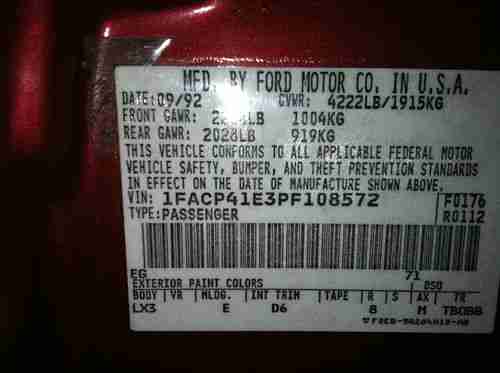 MFD. BY FORD MOTOR CO. IN U.S.A.
DATE: 09/92 GVWR: 4222LB/1915KG
FRONT GAWR: 1004KG
REAR GAWR: 2028LB 919KG
THIS VEHICLE CONFORMS TO ALL APPLICABLE FEDERAL MOTOR
VEHICLE SAFETY, BUMPER, AND THEFT PREVENTION STANDARDS
IN EFFECT ON THE DATE OF MANUFACTURE SHOWN ABOVE.
VIN: 1FACP41E3PF108572 F0176
TYPE: PASSENGER R0112
EG 71
EXTERIOR PAINT COLORS DSO
BODY VR MLDG. INT TRIM TAPE R S AX TR
LX3 E D6 8 M TBOBB